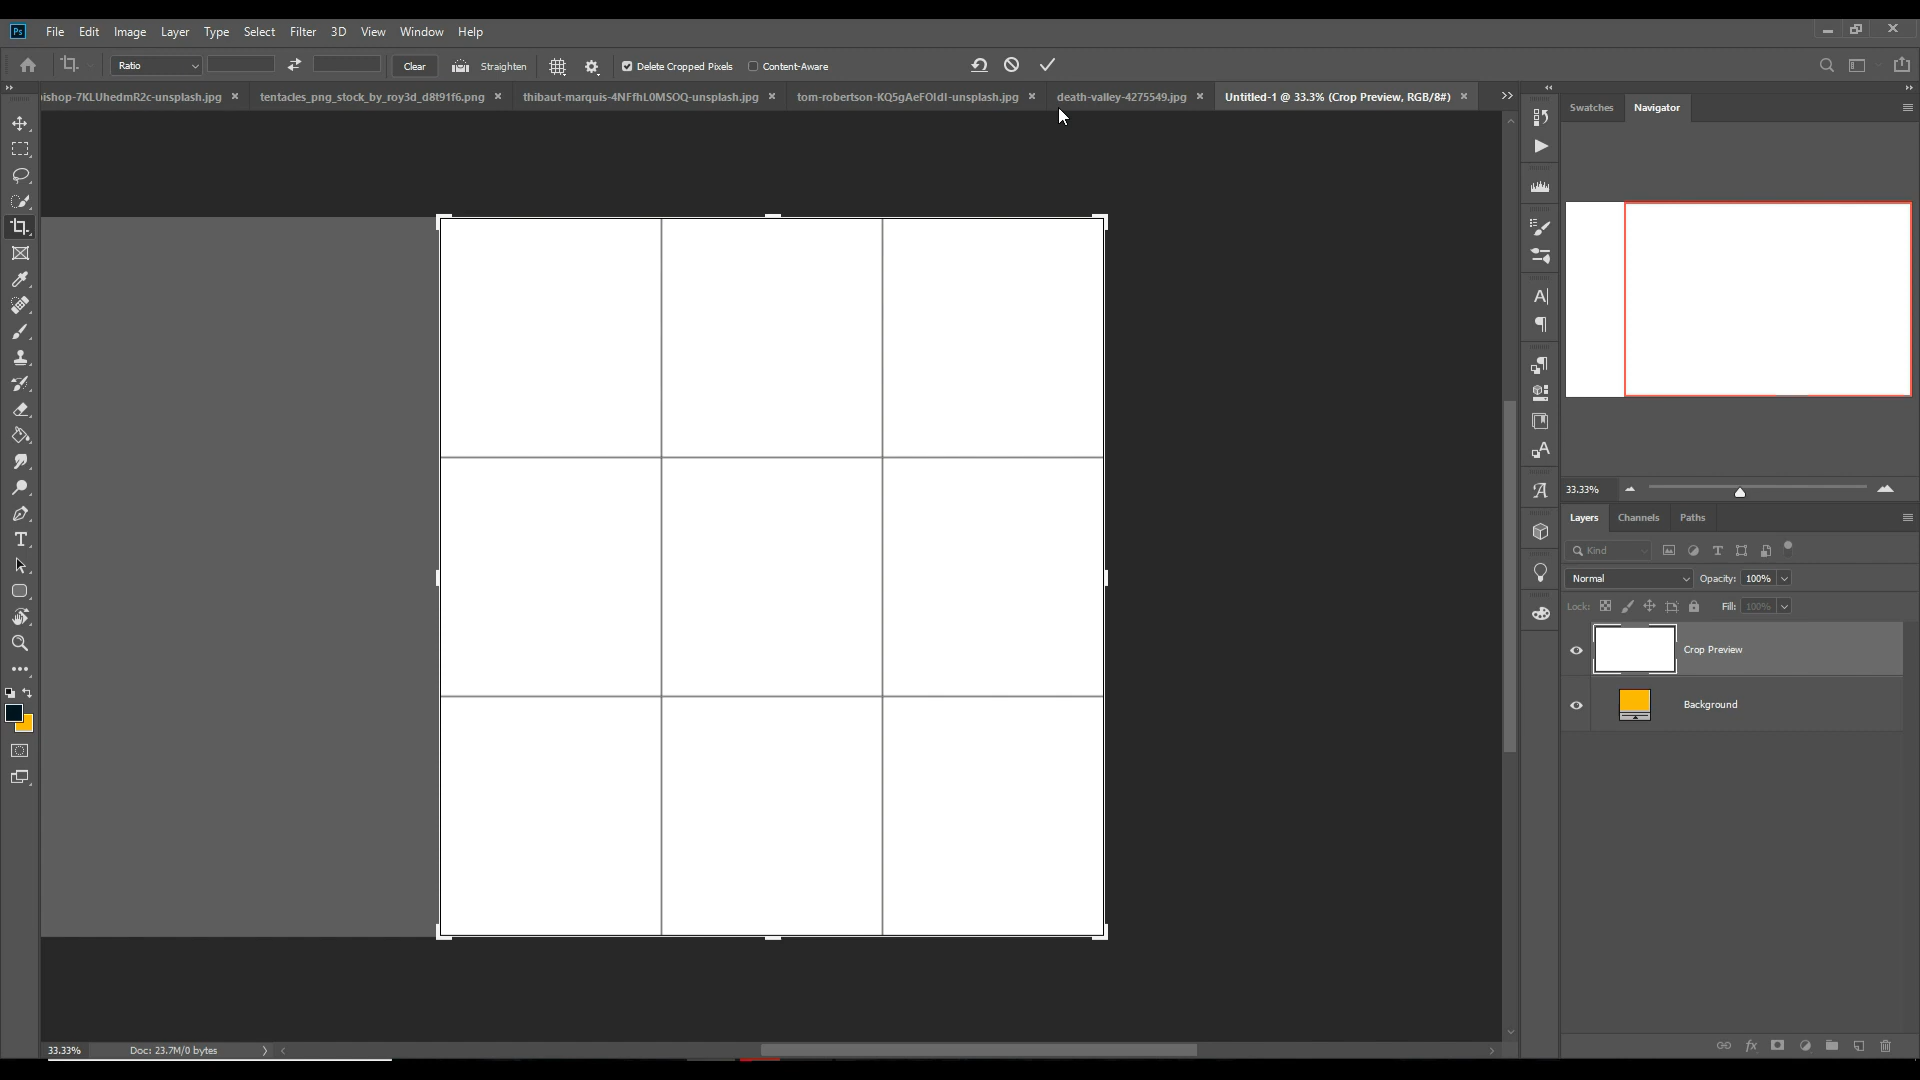 Ps File Edit Image Layer Type Select Filter 3D View Window Help
Ratio Clear Straighten Delete Cropped Pixels Content-Aware
ishop-7KLUhedmR2c-unsplash.jpg tentacles_png_stock_by_roy3d_d8t91f6.png thibaut-marquis-4NFfhL0MSOQ-unsplash.jpg tom-robertson-KQ5gAeFOIdI-unsplash.jpg death-valley-4275549.jpg Untitled-1 @ 33.3% (Crop Preview, RGB/8#)
Swatches Navigator
33.33%
Layers Channels Paths
Kind
Normal Opacity: 100%
Lock: Fill: 100%
Crop Preview
Background
33.33% Doc: 23.7M/0 bytes